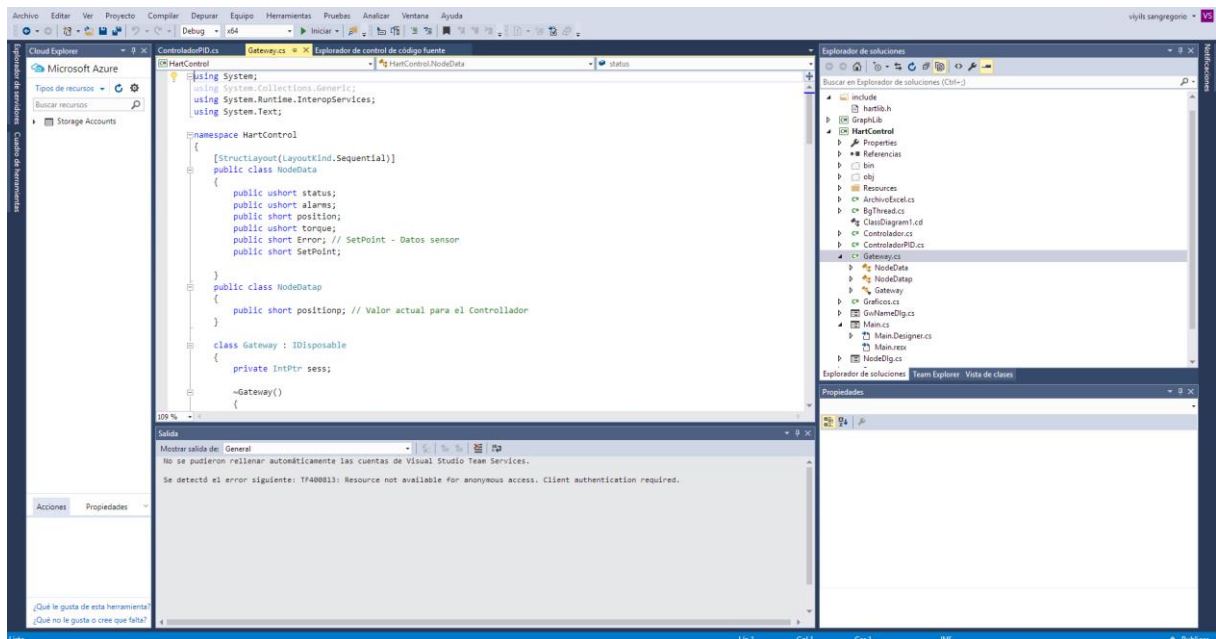 Archivo Editar Ver Proyecto Compilar Depurar Equipo Herramientas Pruebas Analizar Ventana Ayuda
viyils sangregorio VS
Debug x64 Iniciar
Explorador de servidores
Cuadro de herramientas
Cloud Explorer
Microsoft Azure
Tipos de recursos
Buscar recursos
Storage Accounts
Acciones Propiedades
¿Qué le gusta de esta herramienta?
¿Qué no le gusta o cree que falta?
ControladorPID.cs Gateway.cs Explorador de control de código fuente
HartControl HartControl.NodeData status
using System;
using System.Collections.Generic;
using System.Runtime.InteropServices;
using System.Text;
namespace HartControl
{
[StructLayout(LayoutKind.Sequential)]
public class NodeData
{
public ushort status;
public ushort alarms;
public short position;
public ushort torque;
public short Error; // SetPoint - Datos sensor
public short SetPoint;
}
public class NodeDatap
{
public short positionp; // Valor actual para el Controllador
}
class Gateway : IDisposable
{
private IntPtr sess;
~Gateway()
{
109 %
Salida
Mostrar salida de: General
No se pudieron rellenar automáticamente las cuentas de Visual Studio Team Services.
Se detectó el error siguiente: TF400813: Resource not available for anonymous access. Client authentication required.
Explorador de soluciones
Buscar en Explorador de soluciones (Ctrl+;)
include
hartlib.h
GraphLib
HartControl
Properties
Referencias
bin
obj
Resources
ArchivoExcel.cs
BgThread.cs
ClassDiagram1.cd
Controlador.cs
ControladorPID.cs
Gateway.cs
NodeData
NodeDatap
Gateway
Graficos.cs
GwNameDlg.cs
Main.cs
Main.Designer.cs
Main.resx
NodeDlg.cs
Explorador de soluciones Team Explorer Vista de clases
Propiedades
Notificaciones